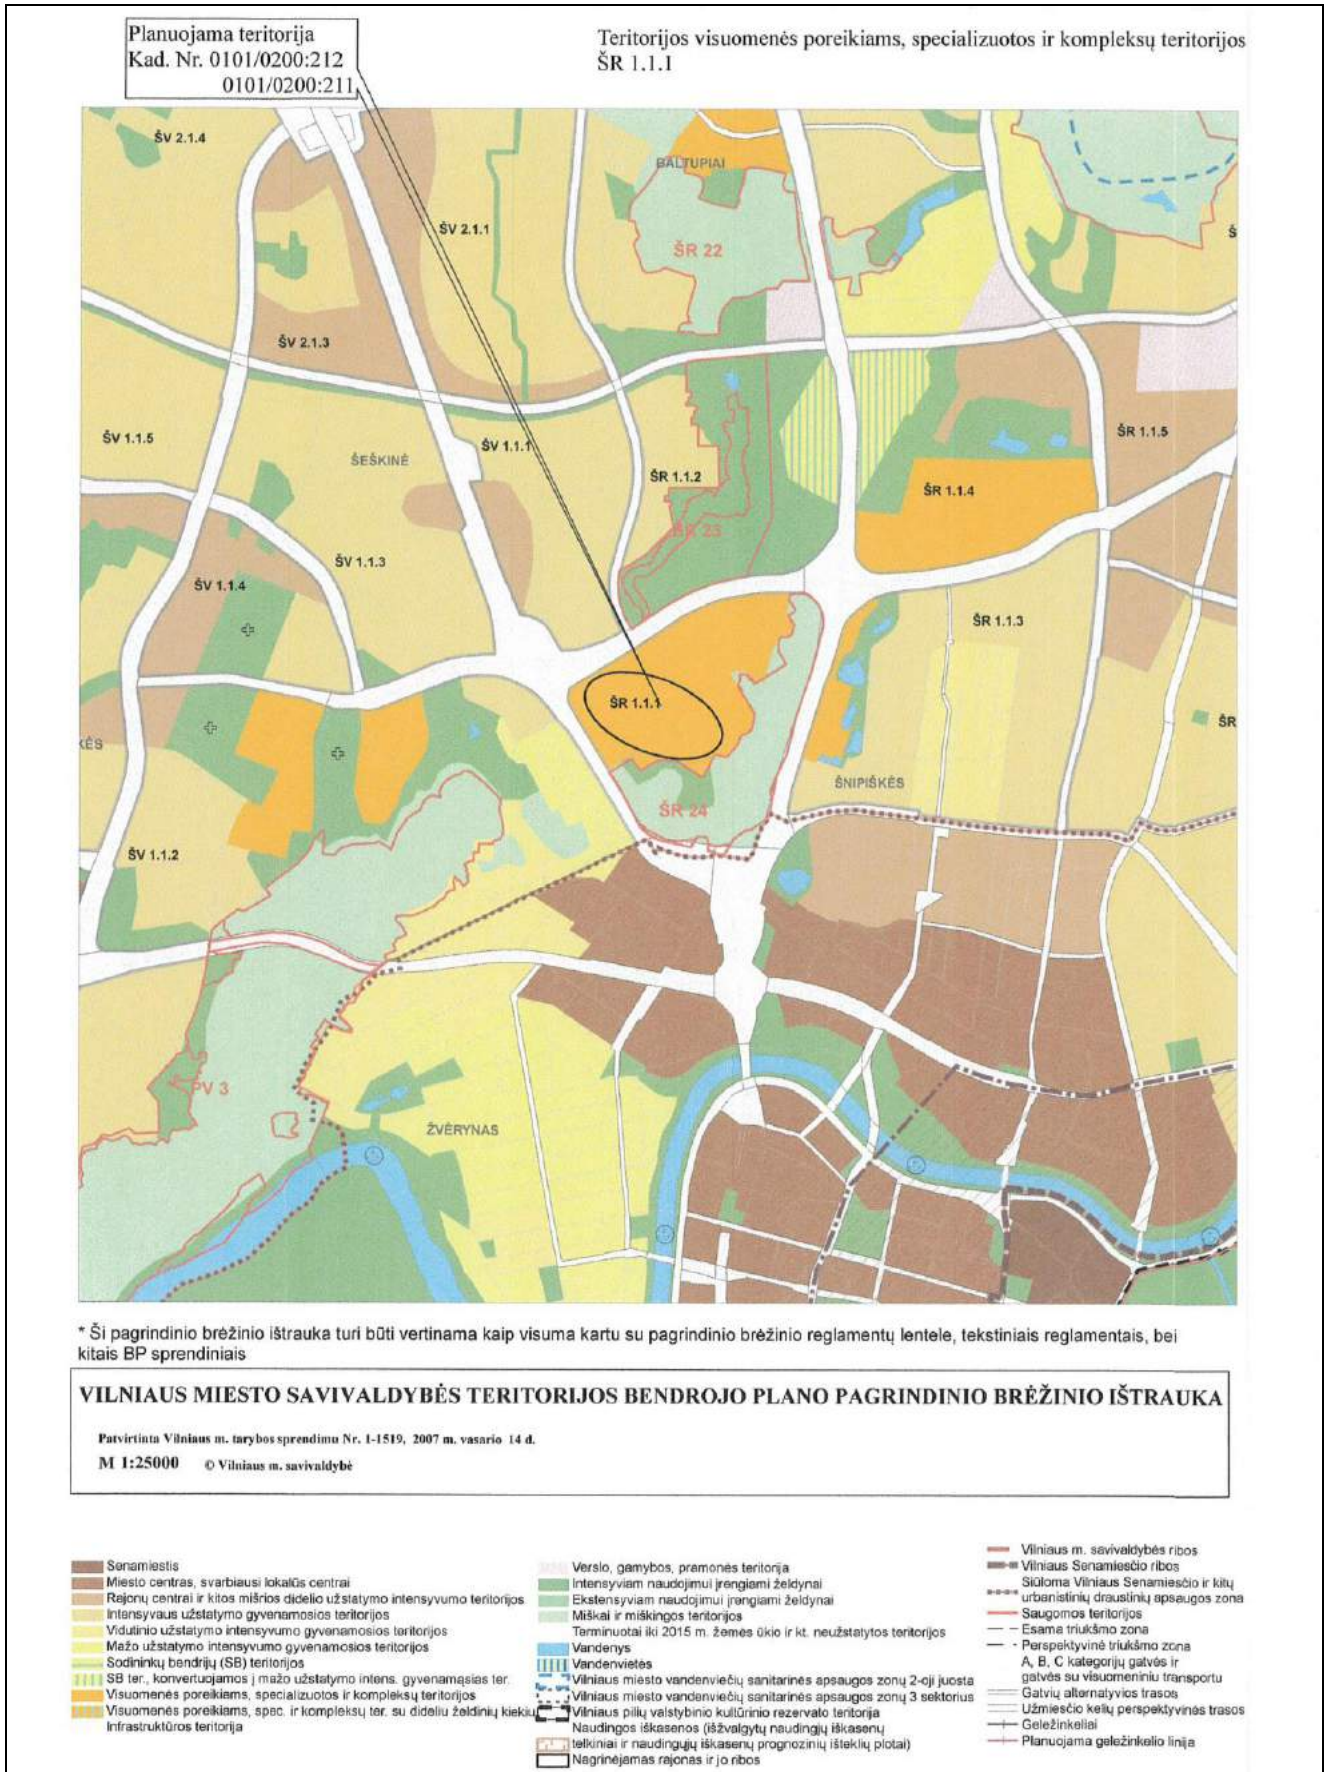 Planuojama teritorija
Kad. Nr. 0101/0200:212
0101/0200:211
Teritorijos visuomenės poreikiams, specializuotos ir kompleksų teritorijos
ŠR 1.1.1
ŠV 2.1.4
BALTUPIAI
ŠV 2.1.1
ŠR 22
Š
ŠV 2.1.3
ŠV 1.1.5
ŠEŠKINĖ
ŠV 1.1.1
ŠR 1.1.2
ŠR 1.1.5
ŠR 1.1.4
ŠV 1.1.3
ŠV 1.1.4
ŠR 1.1.3
ŠR 1.1.1
ŠR
KĖS
ŠNIPIŠKĖS
ŠR 24
ŠV 1.1.2
PV 3
ŽVĖRYNAS
* Ši pagrindinio brėžinio ištrauka turi būti vertinama kaip visuma kartu su pagrindinio brėžinio reglamentų lentele, tekstiniais reglamentais, bei
kitais BP sprendiniais
VILNIAUS MIESTO SAVIVALDYBĖS TERITORIJOS BENDROJO PLANO PAGRINDINIO BRĖŽINIO IŠTRAUKA
Patvirtinta Vilniaus m. tarybos sprendimu Nr. 1-1519, 2007 m. vasario 14 d.
M 1:25000 © Vilniaus m. savivaldybė
Senamiestis
Miesto centras, svarbiausi lokalūs centrai
Rajonų centrai ir kitos mišrios didelio užstatymo intensyvumo teritorijos
Intensyvaus užstatymo gyvenamosios teritorijos
Vidutinio užstatymo intensyvumo gyvenamosios teritorijos
Mažo užstatymo intensyvumo gyvenamosios teritorijos
Sodininkų bendrijų (SB) teritorijos
SB ter., konvertuojamos į mažo užstatymo intens. gyvenamąsias ter.
Visuomenės poreikiams, specializuotos ir kompleksų teritorijos
Visuomenės poreikiams, spec. ir kompleksų ter. su dideliu želdinių kiekiu
Infrastruktūros teritorija
Verslo, gamybos, pramonės teritorija
Intensyviam naudojimui įrengiami želdynai
Ekstensyviam naudojimui įrengiami želdynai
Miškai ir miškingos teritorijos
Terminuotai iki 2015 m. žemės ūkio ir kt. neužstatytos teritorijos
Vandenys
Vandenvietės
Vilniaus miesto vandenviečių sanitarinės apsaugos zonų 2-oji juosta
Vilniaus miesto vandenviečių sanitarinės apsaugos zonų 3 sektorius
Vilniaus pilių valstybinio kultūrinio rezervato teritorija
Naudingos iškasenos (išžvalgytų naudingjų iškasenų
telkiniai ir naudingųjų iškasenų prognozinių išteklių plotai)
Nagrinėjamas rajonas ir jo ribos
Vilniaus m. savivaldybės ribos
Vilniaus Senamiesčio ribos
Siūloma Vilniaus Senamiesčio ir kitų
urbanistinių draustinių apsaugos zona
Saugomos teritorijos
Esama triukšmo zona
Perspektyvinė triukšmo zona
A, B, C kategorijų gatvės ir
gatvės su visuomeniniu transportu
Gatvių alternatyvios trasos
Užmiesčio kelių perspektyvinės trasos
Geležinkeliai
Planuojama geležinkelio linija